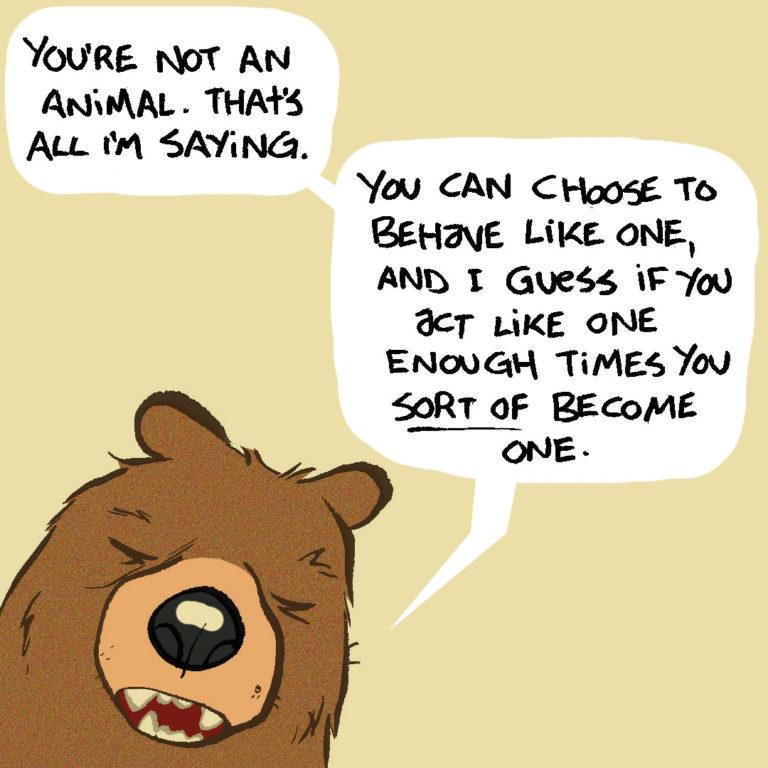 YOU'RE NOT AN
ANiMAL. THAt'S
ALL i'M SAYiNG.
YOU CAN CHOOSE TO
BEHAVE LiKE ONE,
AND I GUESS iF YOU
ACT LiKE ONE
ENOUGH TiMES YOU
SORT OF BECOME
ONE.